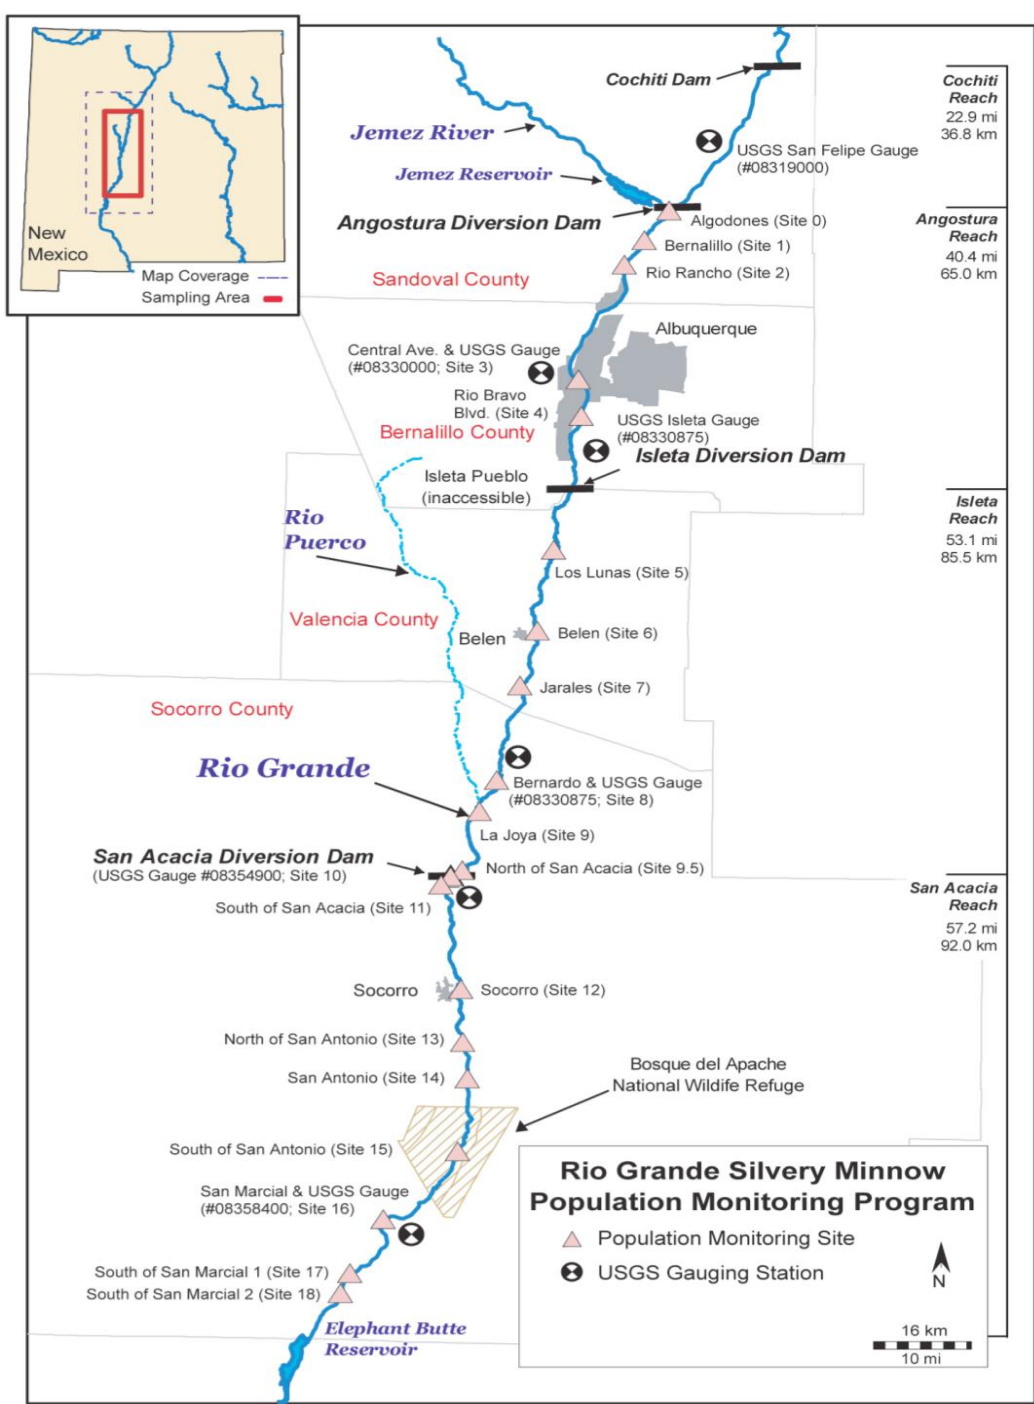 New
Mexico
Map Coverage
Sampling Area
Cochiti Dam
Cochiti
Reach
22.9 mi
36.8 km
Jemez River
USGS San Felipe Gauge
(#08319000)
Jemez Reservoir
Angostura Diversion Dam
Algodones (Site 0)
Angostura
Reach
40.4 mi
65.0 km
Bernalillo (Site 1)
Rio Rancho (Site 2)
Sandoval County
Albuquerque
Central Ave. & USGS Gauge
(#08330000; Site 3)
Rio Bravo
Blvd. (Site 4)
USGS Isleta Gauge
(#08330875)
Bernalillo County
Isleta Diversion Dam
Isleta Pueblo
(inaccessible)
Isleta
Reach
53.1 mi
85.5 km
Rio
Puerco
Los Lunas (Site 5)
Valencia County
Belen
Belen (Site 6)
Jarales (Site 7)
Socorro County
Rio Grande
Bernardo & USGS Gauge
(#08330875; Site 8)
La Joya (Site 9)
San Acacia Diversion Dam
(USGS Gauge #08354900; Site 10)
North of San Acacia (Site 9.5)
South of San Acacia (Site 11)
San Acacia
Reach
57.2 mi
92.0 km
Socorro
Socorro (Site 12)
North of San Antonio (Site 13)
San Antonio (Site 14)
Bosque del Apache
National Wildlife Refuge
South of San Antonio (Site 15)
San Marcial & USGS Gauge
(#08358400; Site 16)
South of San Marcial 1 (Site 17)
South of San Marcial 2 (Site 18)
Elephant Butte
Reservoir
Rio Grande Silvery Minnow
Population Monitoring Program
Population Monitoring Site
USGS Gauging Station
N
16 km
10 mi